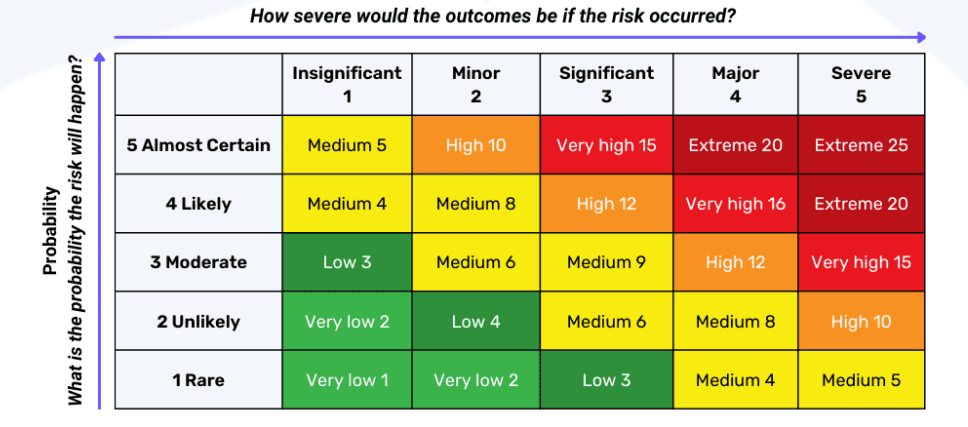 How severe would the outcomes be if the risk occurred?
Probability
What is the probability the risk will happen?
Insignificant Minor Significant Major Severe
1 2 3 4 5
5 Almost Certain Medium 5 High 10 Very high 15 Extreme 20 Extreme 25
4 Likely Medium 4 Medium 8 High 12 Very high 16 Extreme 20
3 Moderate Low 3 Medium 6 Medium 9 High 12 Very high 15
2 Unlikely Very low 2 Low 4 Medium 6 Medium 8 High 10
1 Rare Very low 1 Very low 2 Low 3 Medium 4 Medium 5